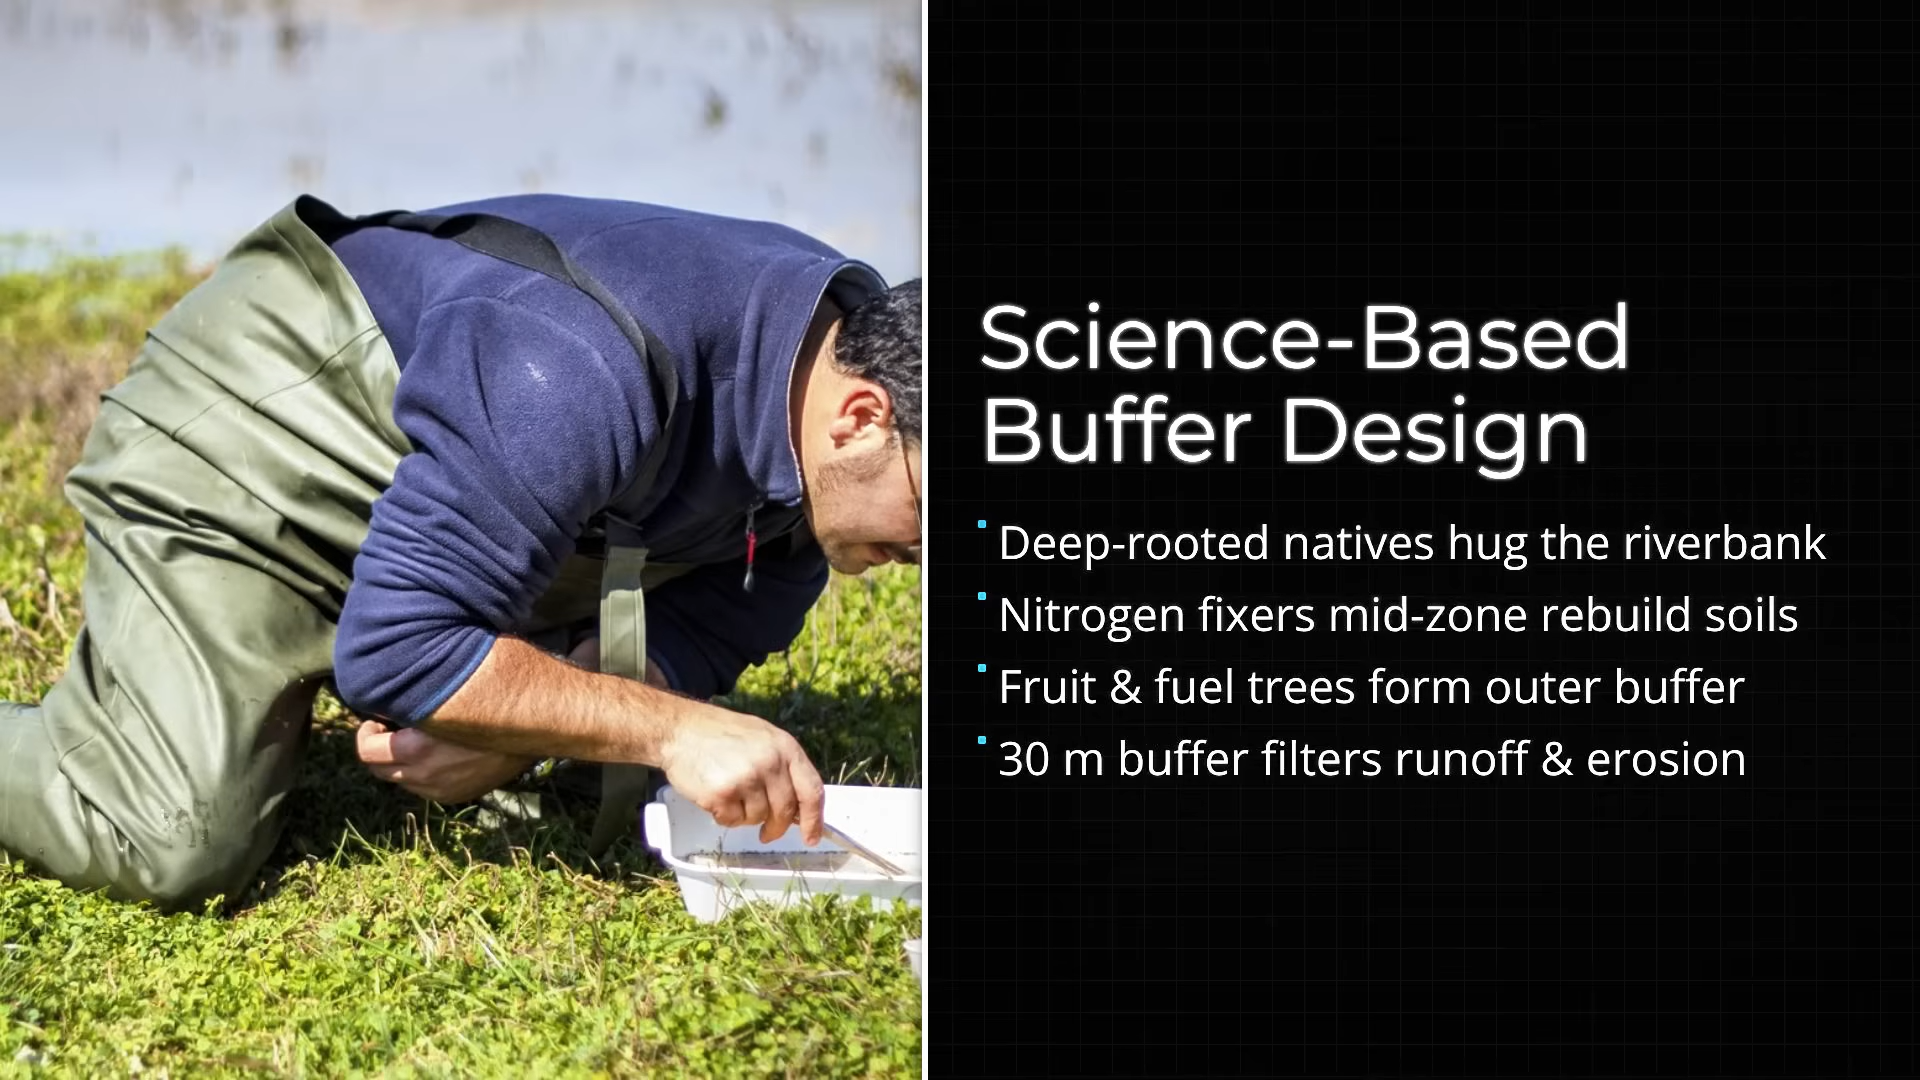 Science-Based
Buffer Design
Deep-rooted natives hug the riverbank
Nitrogen fixers mid-zone rebuild soils
Fruit & fuel trees form outer buffer
30 m buffer filters runoff & erosion